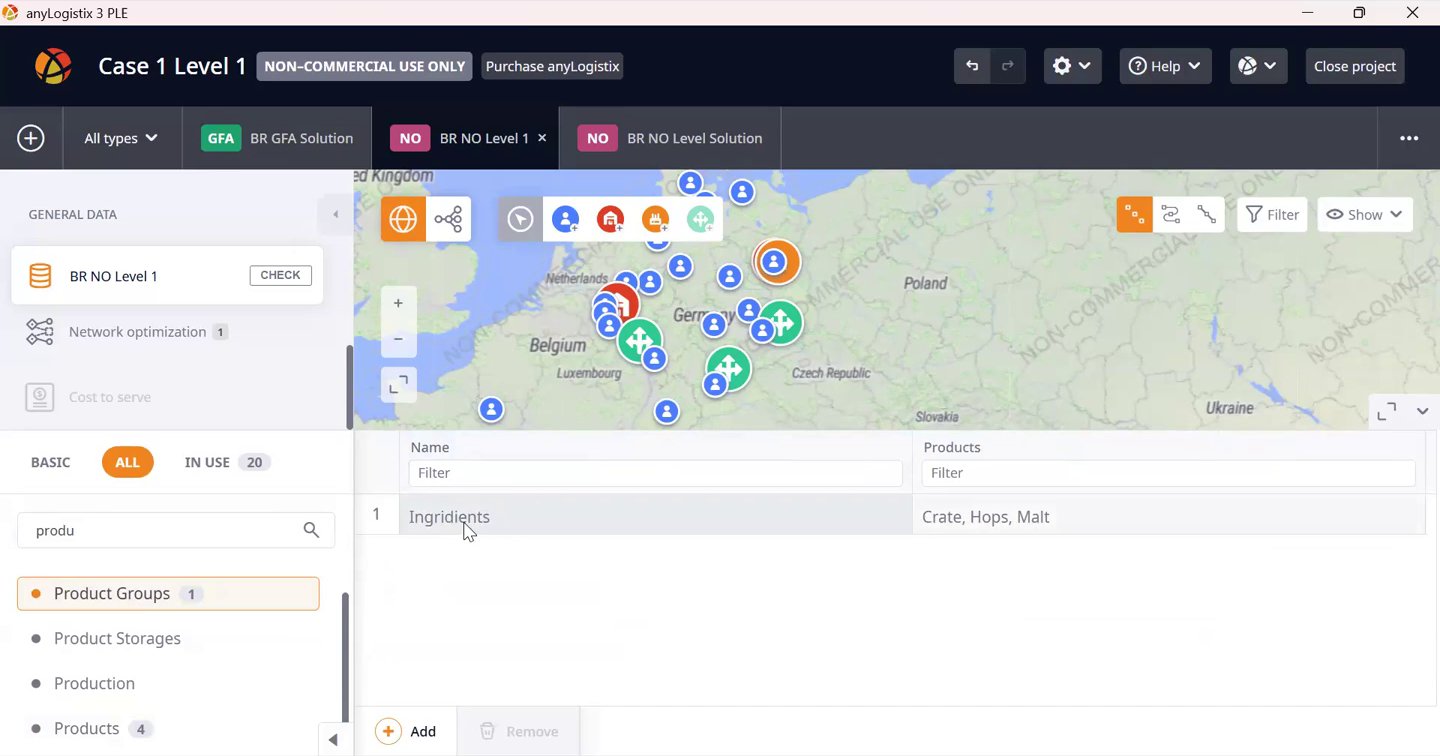 anyLogistix 3 PLE
Case 1 Level 1
NON-COMMERCIAL USE ONLY
Purchase anyLogistix
Help
Close project
All types
GFA BR GFA Solution
NO BR NO Level 1
NO BR NO Level Solution
GENERAL DATA
BR NO Level 1
CHECK
Network optimization 1
Cost to serve
BASIC
ALL
IN USE 20
produ
Product Groups 1
Product Storages
Production
Products 4
ed Kingdom
Netherlands
Belgium
Luxembourg
Poland
Czech Republic
Slovakia
Ukraine
NON-COMMERCIAL USE ONLY
Filter
Show
Name
Products
Filter
Filter
1
Ingridients
Crate, Hops, Malt
Add
Remove